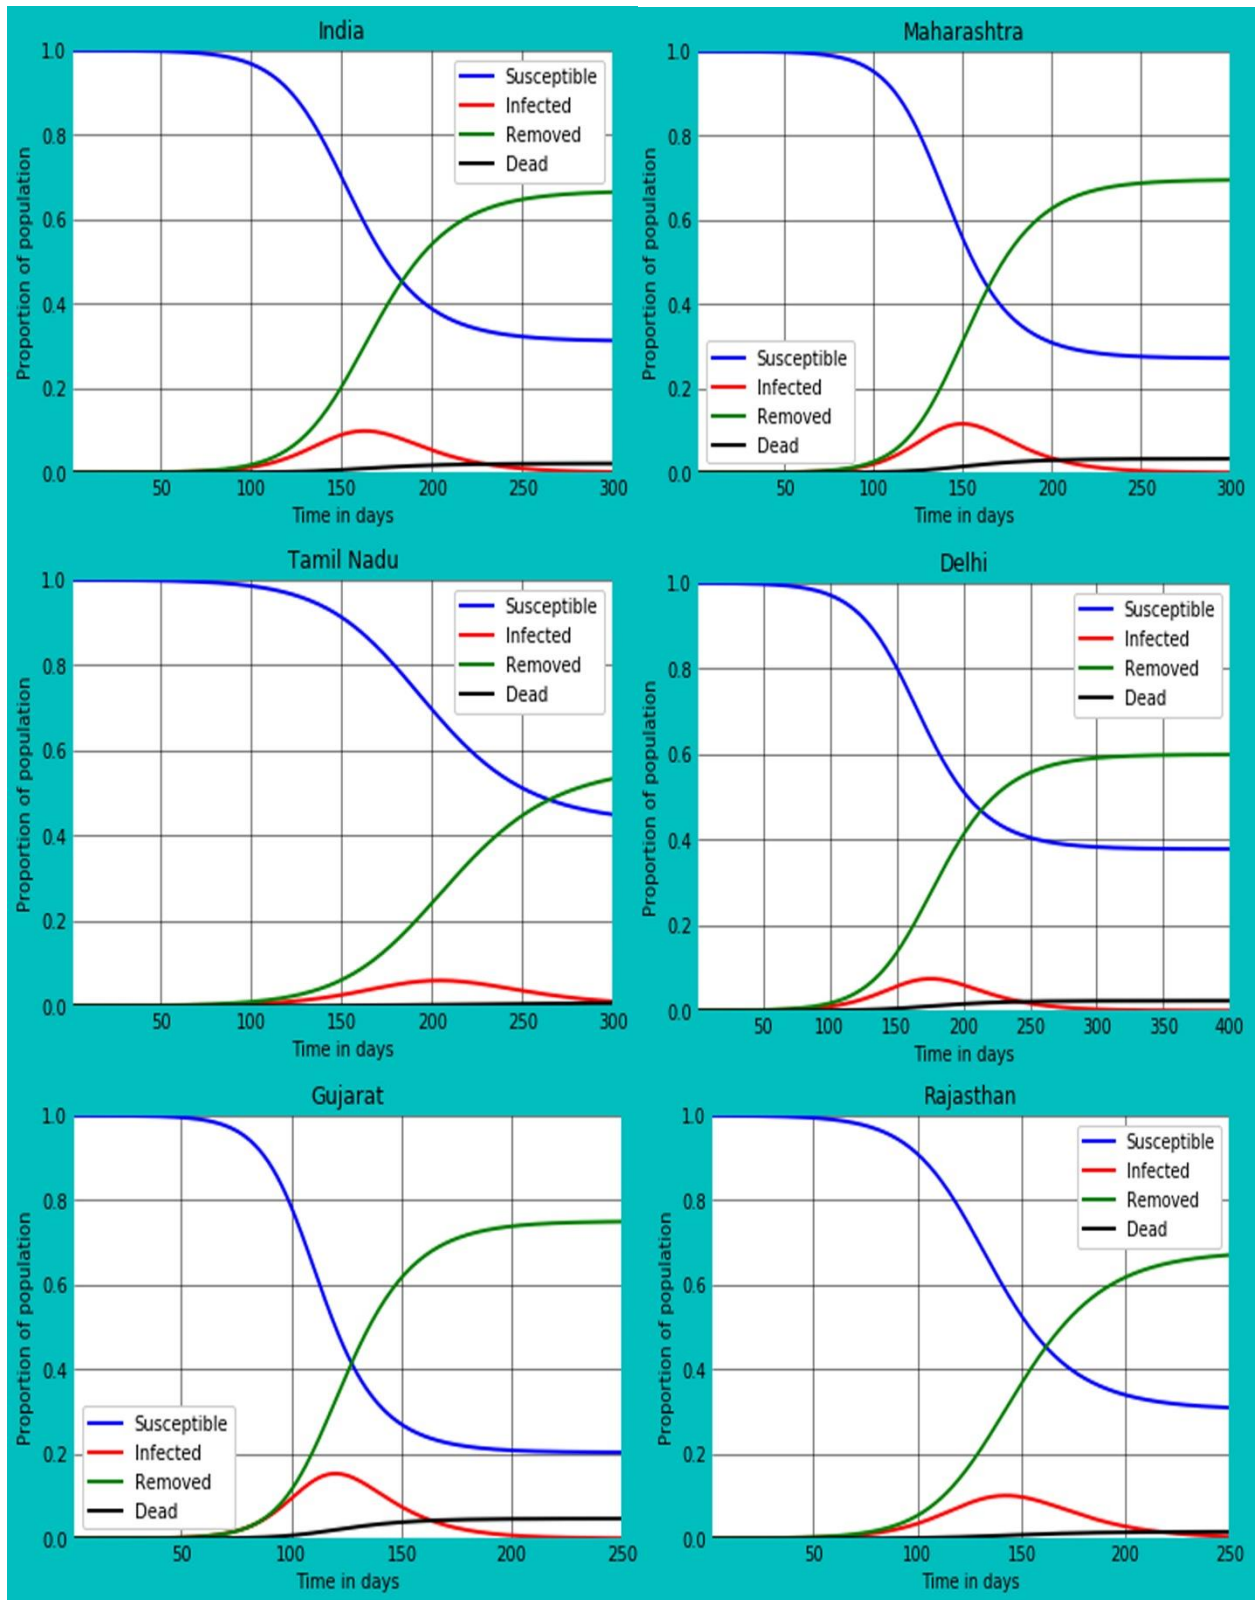 India
1.0
0.8
0.6
0.4
0.2
0.0
Proportion of population
Susceptible
Infected
Removed
Dead
50 100 150 200 250 300
Time in days
Maharashtra
1.0
0.8
0.6
0.4
0.2
0.0
Proportion of population
Susceptible
Infected
Removed
Dead
50 100 150 200 250 300
Time in days
Tamil Nadu
1.0
0.8
0.6
0.4
0.2
0.0
Proportion of population
Susceptible
Infected
Removed
Dead
50 100 150 200 250 300
Time in days
Delhi
1.0
0.8
0.6
0.4
0.2
0.0
Proportion of population
Susceptible
Infected
Removed
Dead
50 100 150 200 250 300 350 400
Time in days
Gujarat
1.0
0.8
0.6
0.4
0.2
0.0
Proportion of population
Susceptible
Infected
Removed
Dead
50 100 150 200 250
Time in days
Rajasthan
1.0
0.8
0.6
0.4
0.2
0.0
Proportion of population
Susceptible
Infected
Removed
Dead
50 100 150 200 250
Time in days